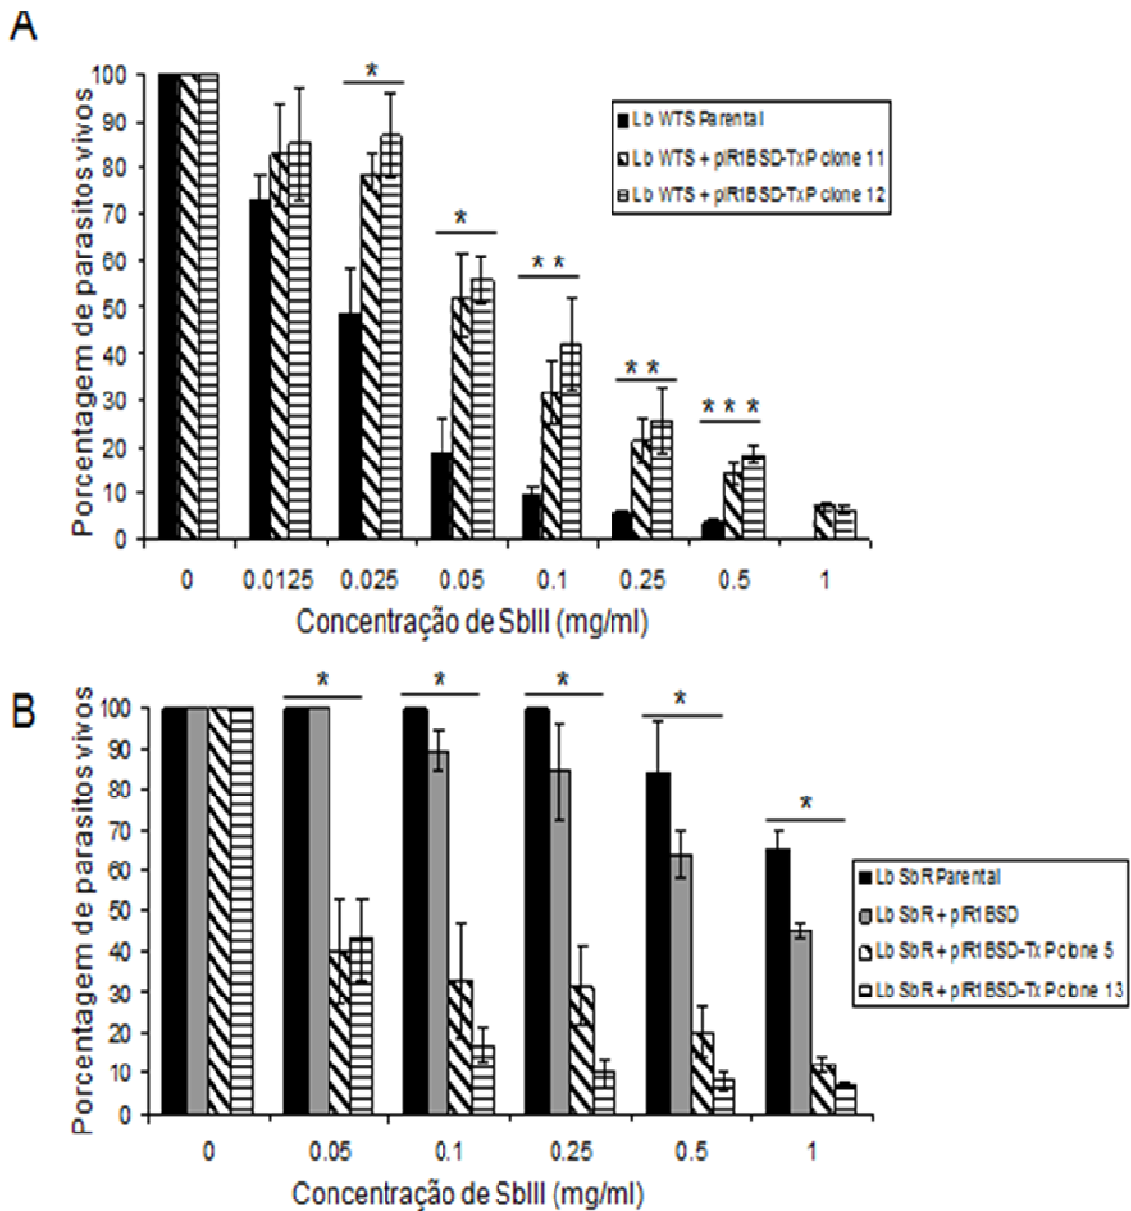 A
Porcentagem de parasitos vivos
100
90
80
70
60
50
40
30
20
10
0
*
*
* *
* *
* * *
Lb WTS Parental
Lb WTS + pIR1BSD-TxP clone 11
Lb WTS + pIR1BSD-TxP clone 12
0 0.0125 0.025 0.05 0.1 0.25 0.5 1
Concentração de SbIII (mg/ml)
B
Porcentagem de parasitos vivos
100
90
80
70
60
50
40
30
20
10
0
*
*
*
*
*
Lb SbR Parental
Lb SbR + pIR1BSD
Lb SbR + pIR1BSD-TxP clone 5
Lb SbR + pIR1BSD-TxP clone 13
0 0.05 0.1 0.25 0.5 1
Concentração de SbIII (mg/ml)